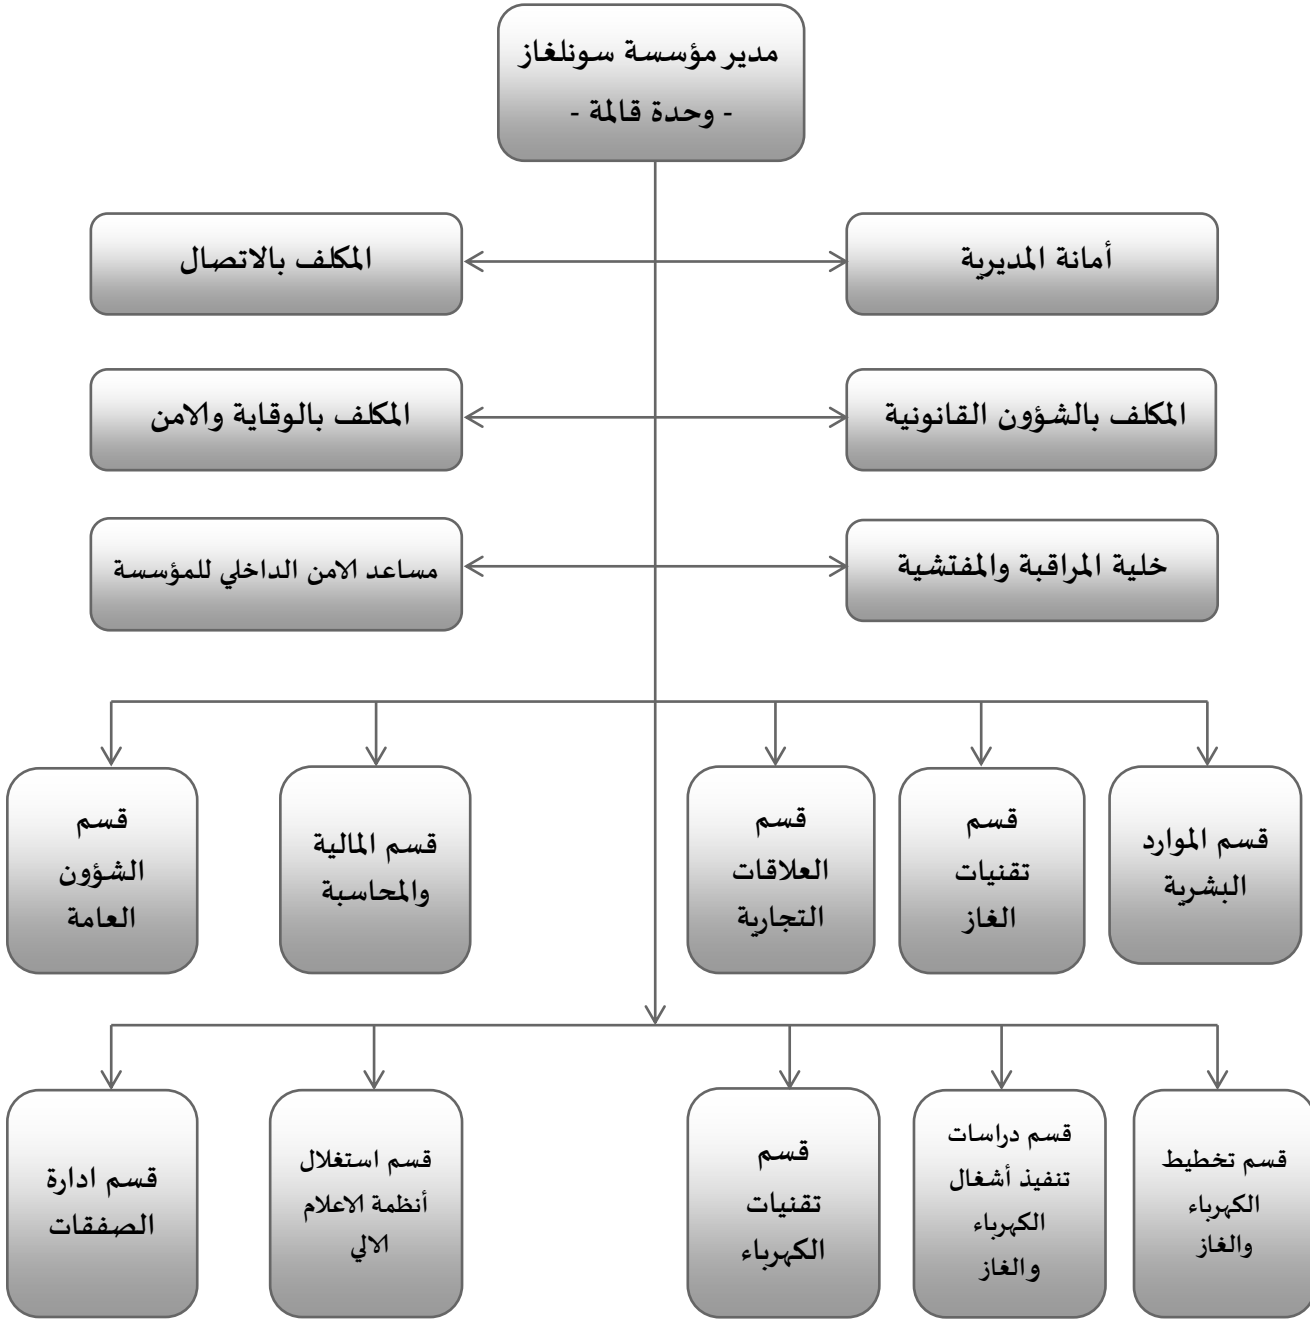 مدير مؤسسة سونلغاز
- وحدة قالمة -
أمانة المديرية
المكلف بالاتصال
المكلف بالشؤون القانونية
المكلف بالوقاية والامن
خلية المراقبة والمفتشية
مساعد الامن الداخلي للمؤسسة
قسم الموارد
البشرية
قسم
تقنيات
الغاز
قسم
العلاقات
التجارية
قسم المالية
والمحاسبة
قسم
الشؤون
العامة
قسم تخطيط
الكهرباء
والغاز
قسم دراسات
تنفيذ أشغال
الكهرباء
والغاز
قسم
تقنيات
الكهرباء
قسم استغلال
أنظمة الاعلام
الالي
قسم ادارة
الصفقات